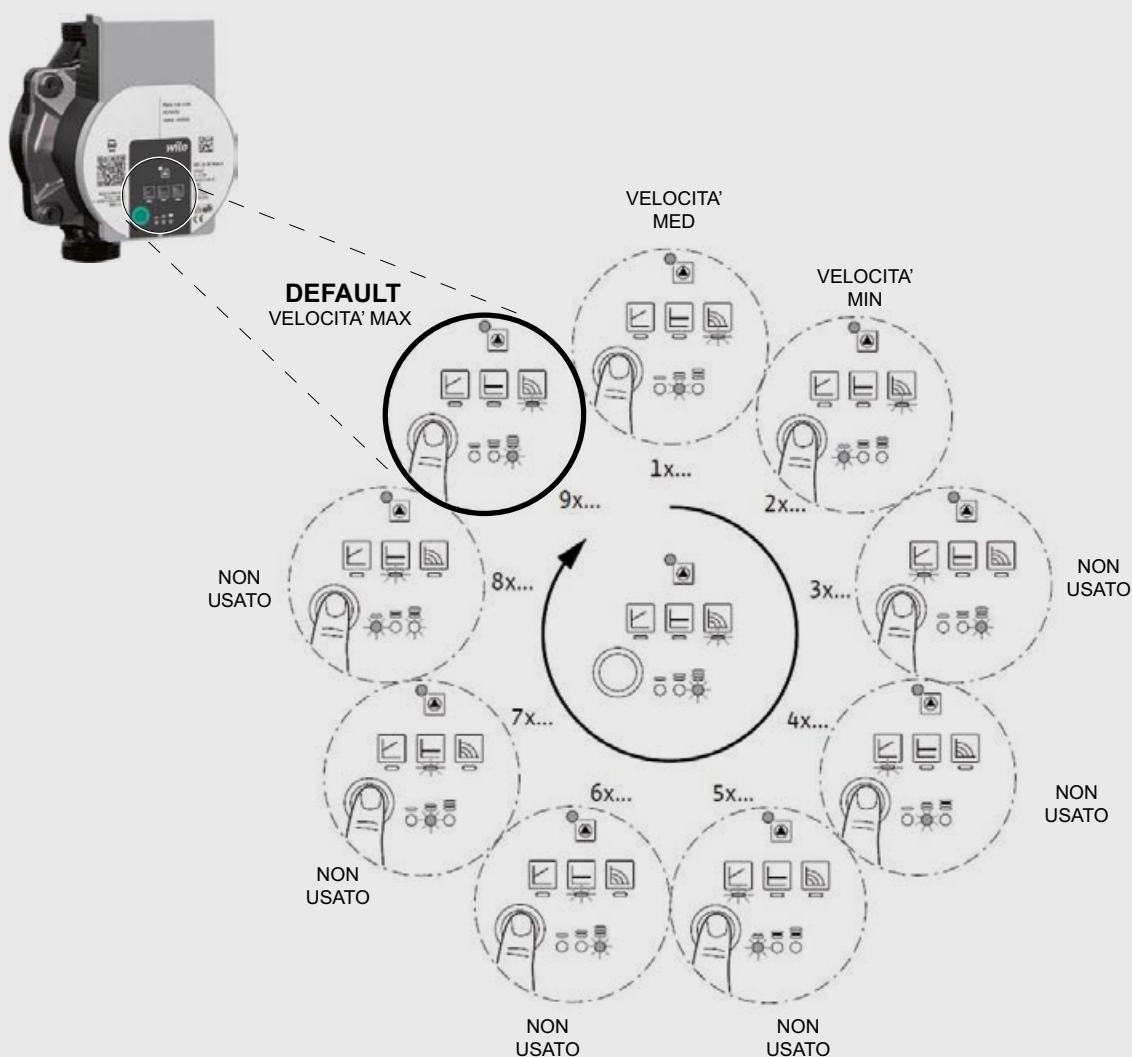 wilo
VELOCITA’
MED
VELOCITA’
MIN
DEFAULT
VELOCITA’ MAX
1x...
9x...
2x...
NON
USATO
8x...
3x...
NON
USATO
7x...
4x...
NON
USATO
6x...
5x...
NON
USATO
NON
USATO
NON
USATO